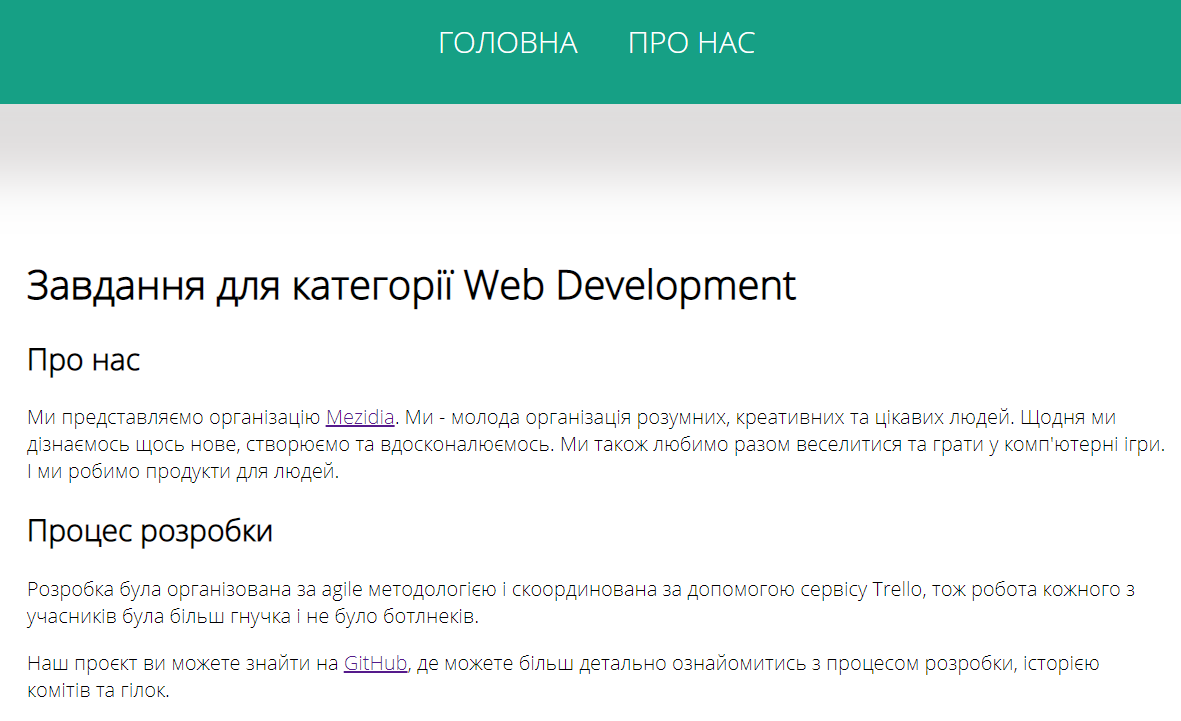 ГОЛОВНА ПРО НАС
Завдання для категорії Web Development
Про нас
Ми представляємо організацію Mezidia. Ми - молода організація розумних, креативних та цікавих людей. Щодня ми
дізнаємось щось нове, створюємо та вдосконалюємось. Ми також любимо разом веселитися та грати у комп'ютерні ігри.
І ми робимо продукти для людей.
Процес розробки
Розробка була організована за agile методологією і скоординована за допомогою сервісу Trello, тож робота кожного з
учасників була більш гнучка і не було ботлнеків.
Наш проєкт ви можете знайти на GitHub, де можете більш детально ознайомитись з процесом розробки, історією
комітів та гілок.